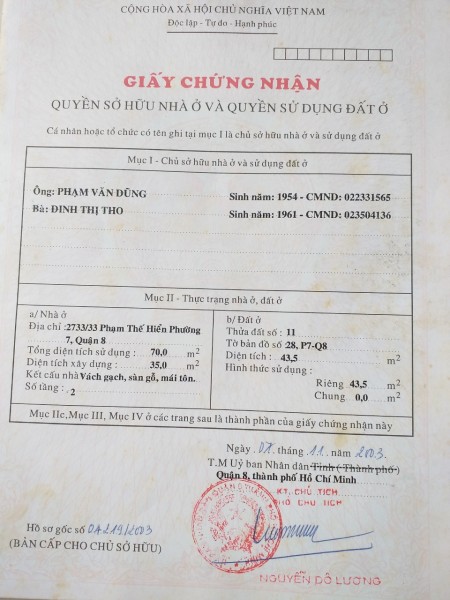 CỘNG HÒA XÃ HỘI CHỦ NGHĨA VIỆT NAM
Độc lập - Tự do - Hạnh phúc
GIẤY CHỨNG NHẬN
QUYỀN SỞ HỮU NHÀ Ở VÀ QUYỀN SỬ DỤNG ĐẤT Ở
Cá nhân hoặc tổ chức có tên ghi tại mục I là chủ sở hữu nhà ở và sử dụng đất ở
Mục I - Chủ sở hữu nhà ở và sử dụng đất ở
Ông: PHẠM VĂN DŨNG Sinh năm: 1954 - CMND: 022331565
Bà: ĐINH THỊ THO Sinh năm: 1961 - CMND: 023504136
Mục II - Thực trạng nhà ở, đất ở
a/ Nhà ở
Địa chỉ :2733/33 Phạm Thế Hiển Phường
7, Quận 8
Tổng diện tích sử dụng : 70,0 m2
Diện tích xây dựng : 35,0 m2
Kết cấu nhà Vách gạch, sàn gỗ, mái tôn.
Số tầng : 2
b/ Đất ở
Thửa đất số : 11
Tờ bản đồ số :28, P7-Q8
Diện tích : 43,5 m2
Hình thức sử dụng :
Riêng 43,5 m2
Chung 0,0 m2
Mục IIc, Mục III, Mục IV ở các trang sau là thành phần của giấy chứng nhận này
Ngày 07 tháng 11 năm 2003
T.M Uỷ ban Nhân dân Tỉnh ( Thành phố )
Quận 8, thành phố Hồ Chí Minh
KT. CHỦ TỊCH
PHÓ CHỦ TỊCH
Hồ sơ gốc số 0A219/2003
(BẢN CẤP CHO CHỦ SỞ HỮU)
NGUYỄN ĐÔ LƯƠNG